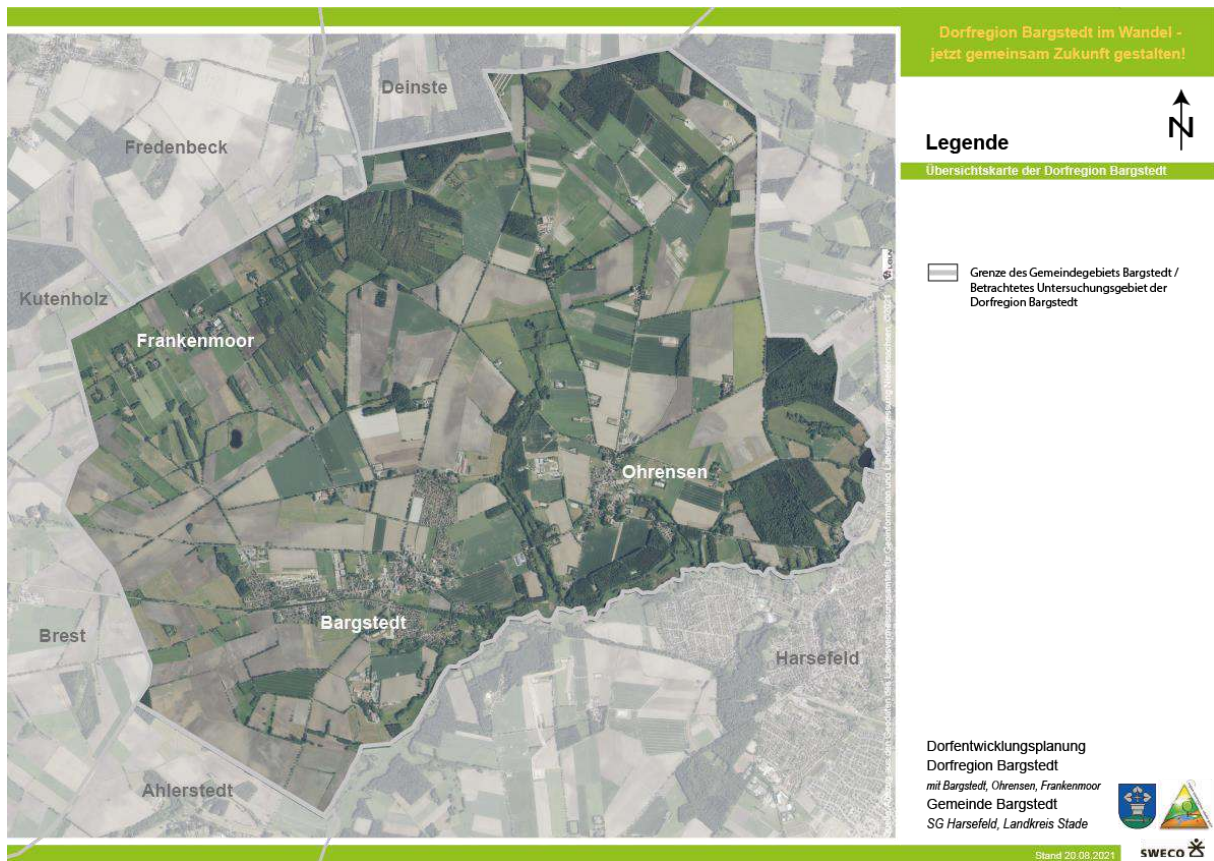 Dorfregion Bargstedt im Wandel -
jetzt gemeinsam Zukunft gestalten!
N
Legende
Übersichtskarte der Dorfregion Bargstedt
Grenze des Gemeindegebiets Bargstedt /
Betrachtetes Untersuchungsgebiet der
Dorfregion Bargstedt
Deinste
Fredenbeck
Kutenholz
Frankenmoor
Ohrensen
Bargstedt
Brest
Harsefeld
Ahlerstedt
Dorfentwicklungsplanung
Dorfregion Bargstedt
mit Bargstedt, Ohrensen, Frankenmoor
Gemeinde Bargstedt
SG Harsefeld, Landkreis Stade
Stand 20.08.2021
SWECO